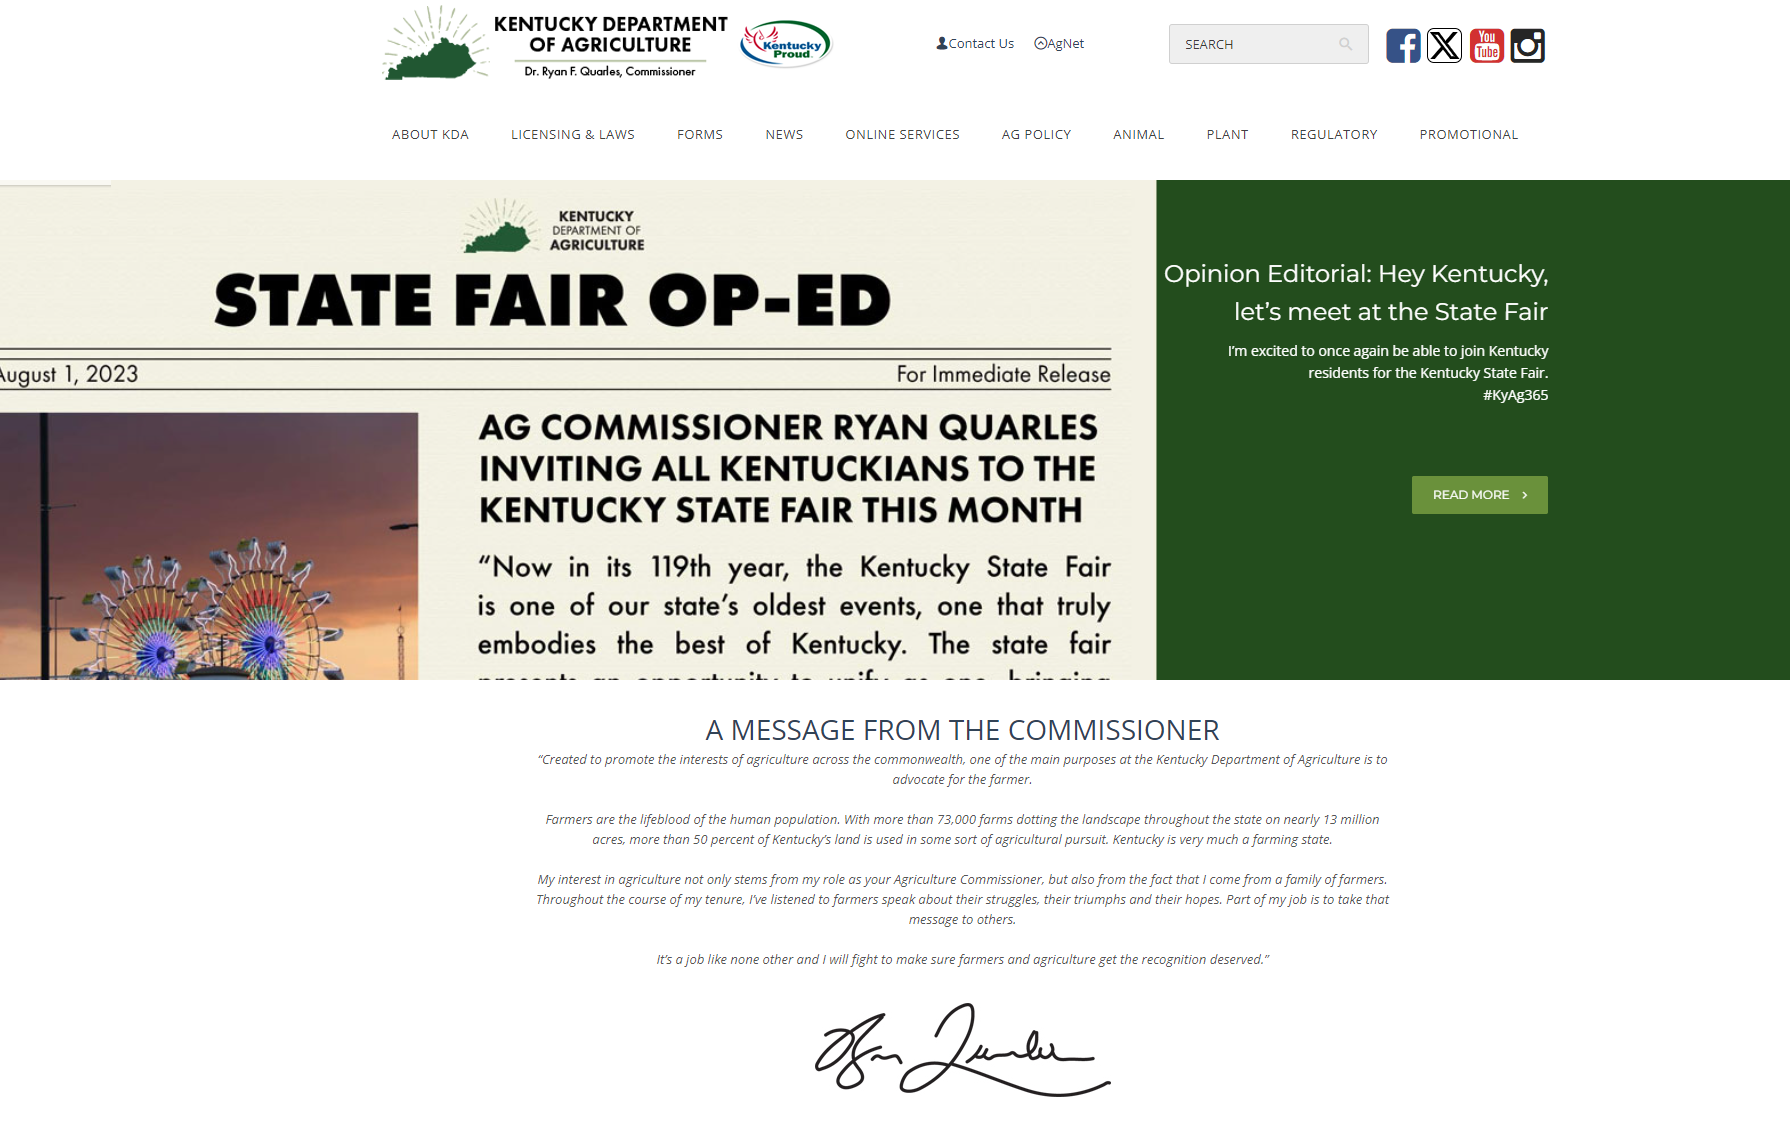 KENTUCKY DEPARTMENT
OF AGRICULTURE
Dr. Ryan F. Quarles, Commissioner
Kentucky
Proud
Contact Us
AgNet
SEARCH
You
Tube
ABOUT KDA
LICENSING & LAWS
FORMS
NEWS
ONLINE SERVICES
AG POLICY
ANIMAL
PLANT
REGULATORY
PROMOTIONAL
KENTUCKY
DEPARTMENT OF
AGRICULTURE
STATE FAIR OP-ED
August 1, 2023
For Immediate Release
AG COMMISSIONER RYAN QUARLES
INVITING ALL KENTUCKIANS TO THE
KENTUCKY STATE FAIR THIS MONTH
“Now in its 119th year, the Kentucky State Fair
is one of our state’s oldest events, one that truly
embodies the best of Kentucky. The state fair
presents an opportunity to unify as one, bringing
Opinion Editorial: Hey Kentucky,
let’s meet at the State Fair
I’m excited to once again be able to join Kentucky
residents for the Kentucky State Fair.
#KyAg365
READ MORE
A MESSAGE FROM THE COMMISSIONER
“Created to promote the interests of agriculture across the commonwealth, one of the main purposes at the Kentucky Department of Agriculture is to
advocate for the farmer.
Farmers are the lifeblood of the human population. With more than 73,000 farms dotting the landscape throughout the state on nearly 13 million
acres, more than 50 percent of Kentucky’s land is used in some sort of agricultural pursuit. Kentucky is very much a farming state.
My interest in agriculture not only stems from my role as your Agriculture Commissioner, but also from the fact that I come from a family of farmers.
Throughout the course of my tenure, I’ve listened to farmers speak about their struggles, their triumphs and their hopes. Part of my job is to take that
message to others.
It’s a job like none other and I will fight to make sure farmers and agriculture get the recognition deserved.”